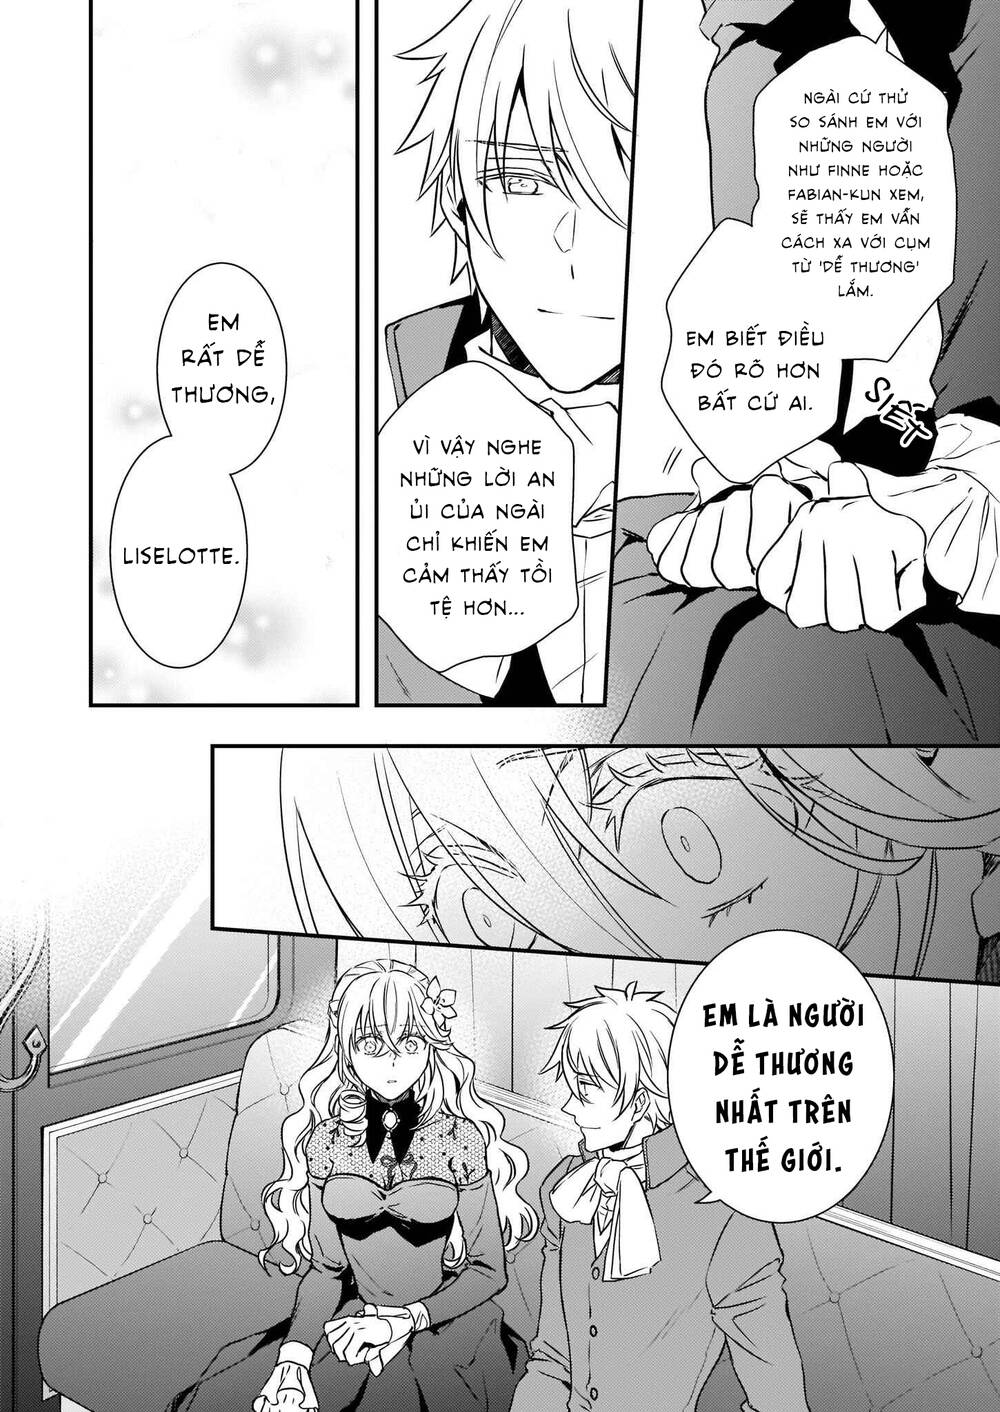 NGÀI CỨ THỬ
SO SÁNH EM VỚI
NHỮNG NGƯỜI
NHƯ FINNE HOẶC
FABIAN-KUN XEM,
SẼ THẤY EM VẪN
CÁCH XA VỚI CỤM
TỪ 'DỄ THƯƠNG'
LẮM.
EM BIẾT ĐIỀU
ĐÓ RÕ HƠN
BẤT CỨ AI.
SIẾT
VÌ VẬY NGHE
NHỮNG LỜI AN
ỦI CỦA NGÀI
CHỈ KHIẾN EM
CẢM THẤY TỒI
TỆ HƠN...
EM
RẤT DỄ
THƯƠNG,
LISELOTTE.
EM LÀ NGƯỜI
DỄ THƯƠNG
NHẤT TRÊN
THẾ GIỚI.